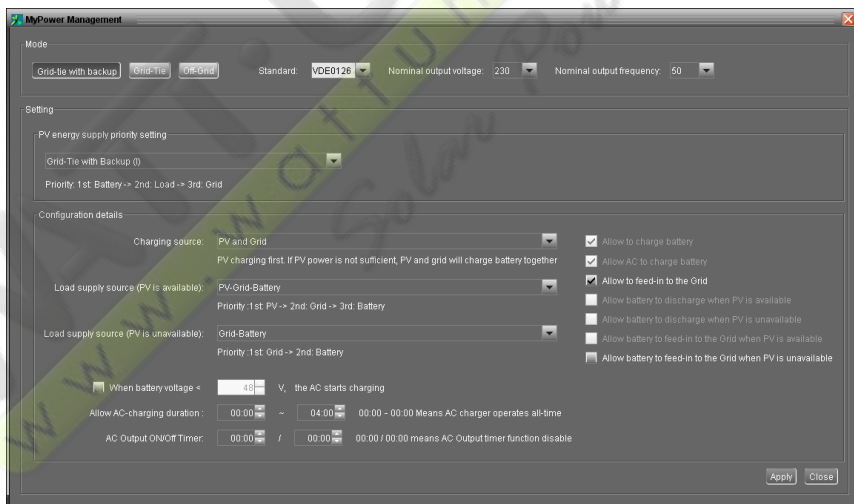 MyPower Management
Mode
Grid-tie with backup Grid-Tie Off-Grid Standard: VDE0126 Nominal output voltage: 230 Nominal output frequency: 50
Setting
PV energy supply priority setting
Grid-Tie with Backup (I)
Priority: 1st: Battery-> 2nd: Load -> 3rd: Grid
Configuration details
Charging source: PV and Grid
PV charging first. If PV power is not sufficient, PV and grid will charge battery together
Load supply source (PV is available): PV-Grid-Battery
Priority :1st: PV -> 2nd: Grid -> 3rd: Battery
Load supply source (PV is unavailable): Grid-Battery
Priority :1st: Grid -> 2nd: Battery
Allow to charge battery
Allow AC to charge battery
Allow to feed-in to the Grid
Allow battery to discharge when PV is available
Allow battery to discharge when PV is unavailable
Allow battery to feed-in to the Grid when PV is available
Allow battery to feed-in to the Grid when PV is unavailable
When battery voltage < 48 V, the AC starts charging
Allow AC-charging duration : 00:00 ~ 04:00 00:00 - 00:00 Means AC charger operates all-time
AC Output ON/Off Timer: 00:00 / 00:00 00:00 / 00:00 means AC Output timer function disable
Apply Close